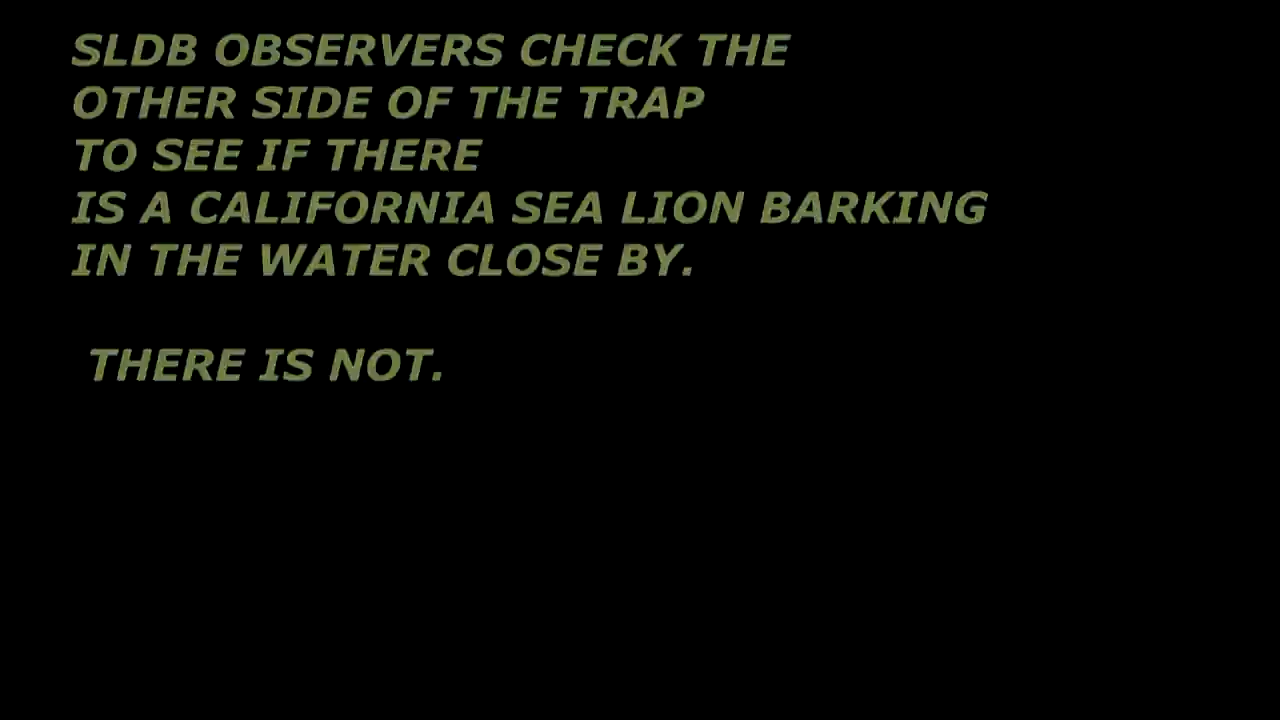 SLDB OBSERVERS CHECK THE
OTHER SIDE OF THE TRAP
TO SEE IF THERE
IS A CALIFORNIA SEA LION BARKING
IN THE WATER CLOSE BY.
THERE IS NOT.